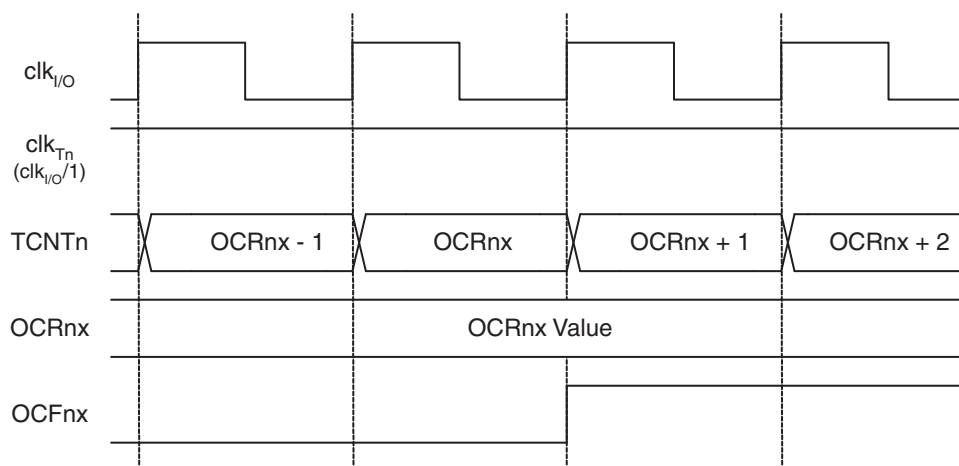 clkI/O
clkTn
(clkI/O/1)
TCNTn OCRnx - 1 OCRnx OCRnx + 1 OCRnx + 2
OCRnx OCRnx Value
OCFnx